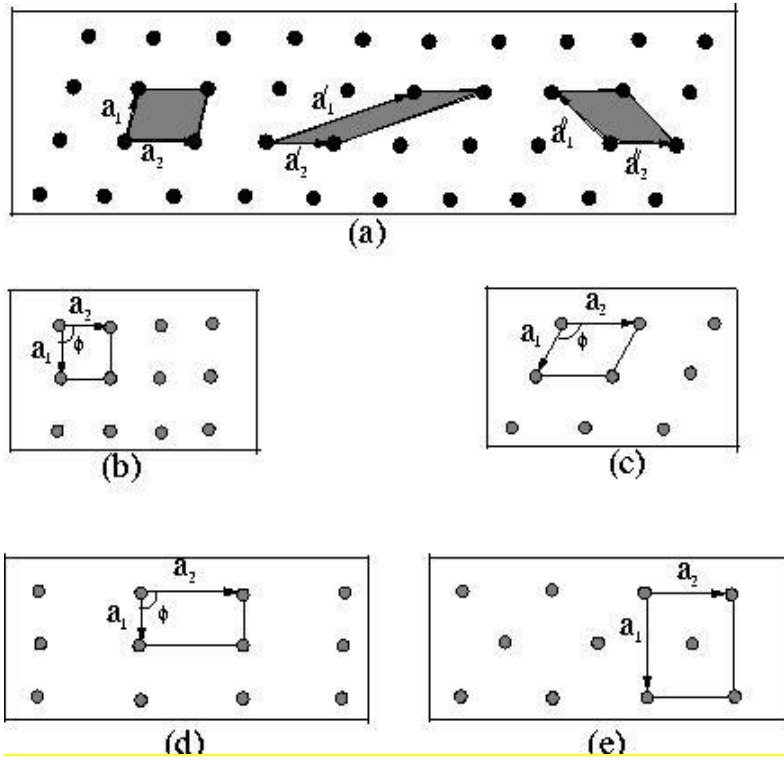 a₁ a₂ a′₁ a′₂ a″₁ a″₂
(a)
a₂ a₁ ϕ
(b)
a₂ a₁ ϕ
(c)
a₂ a₁ ϕ
(d)
a₂ a₁
(e)